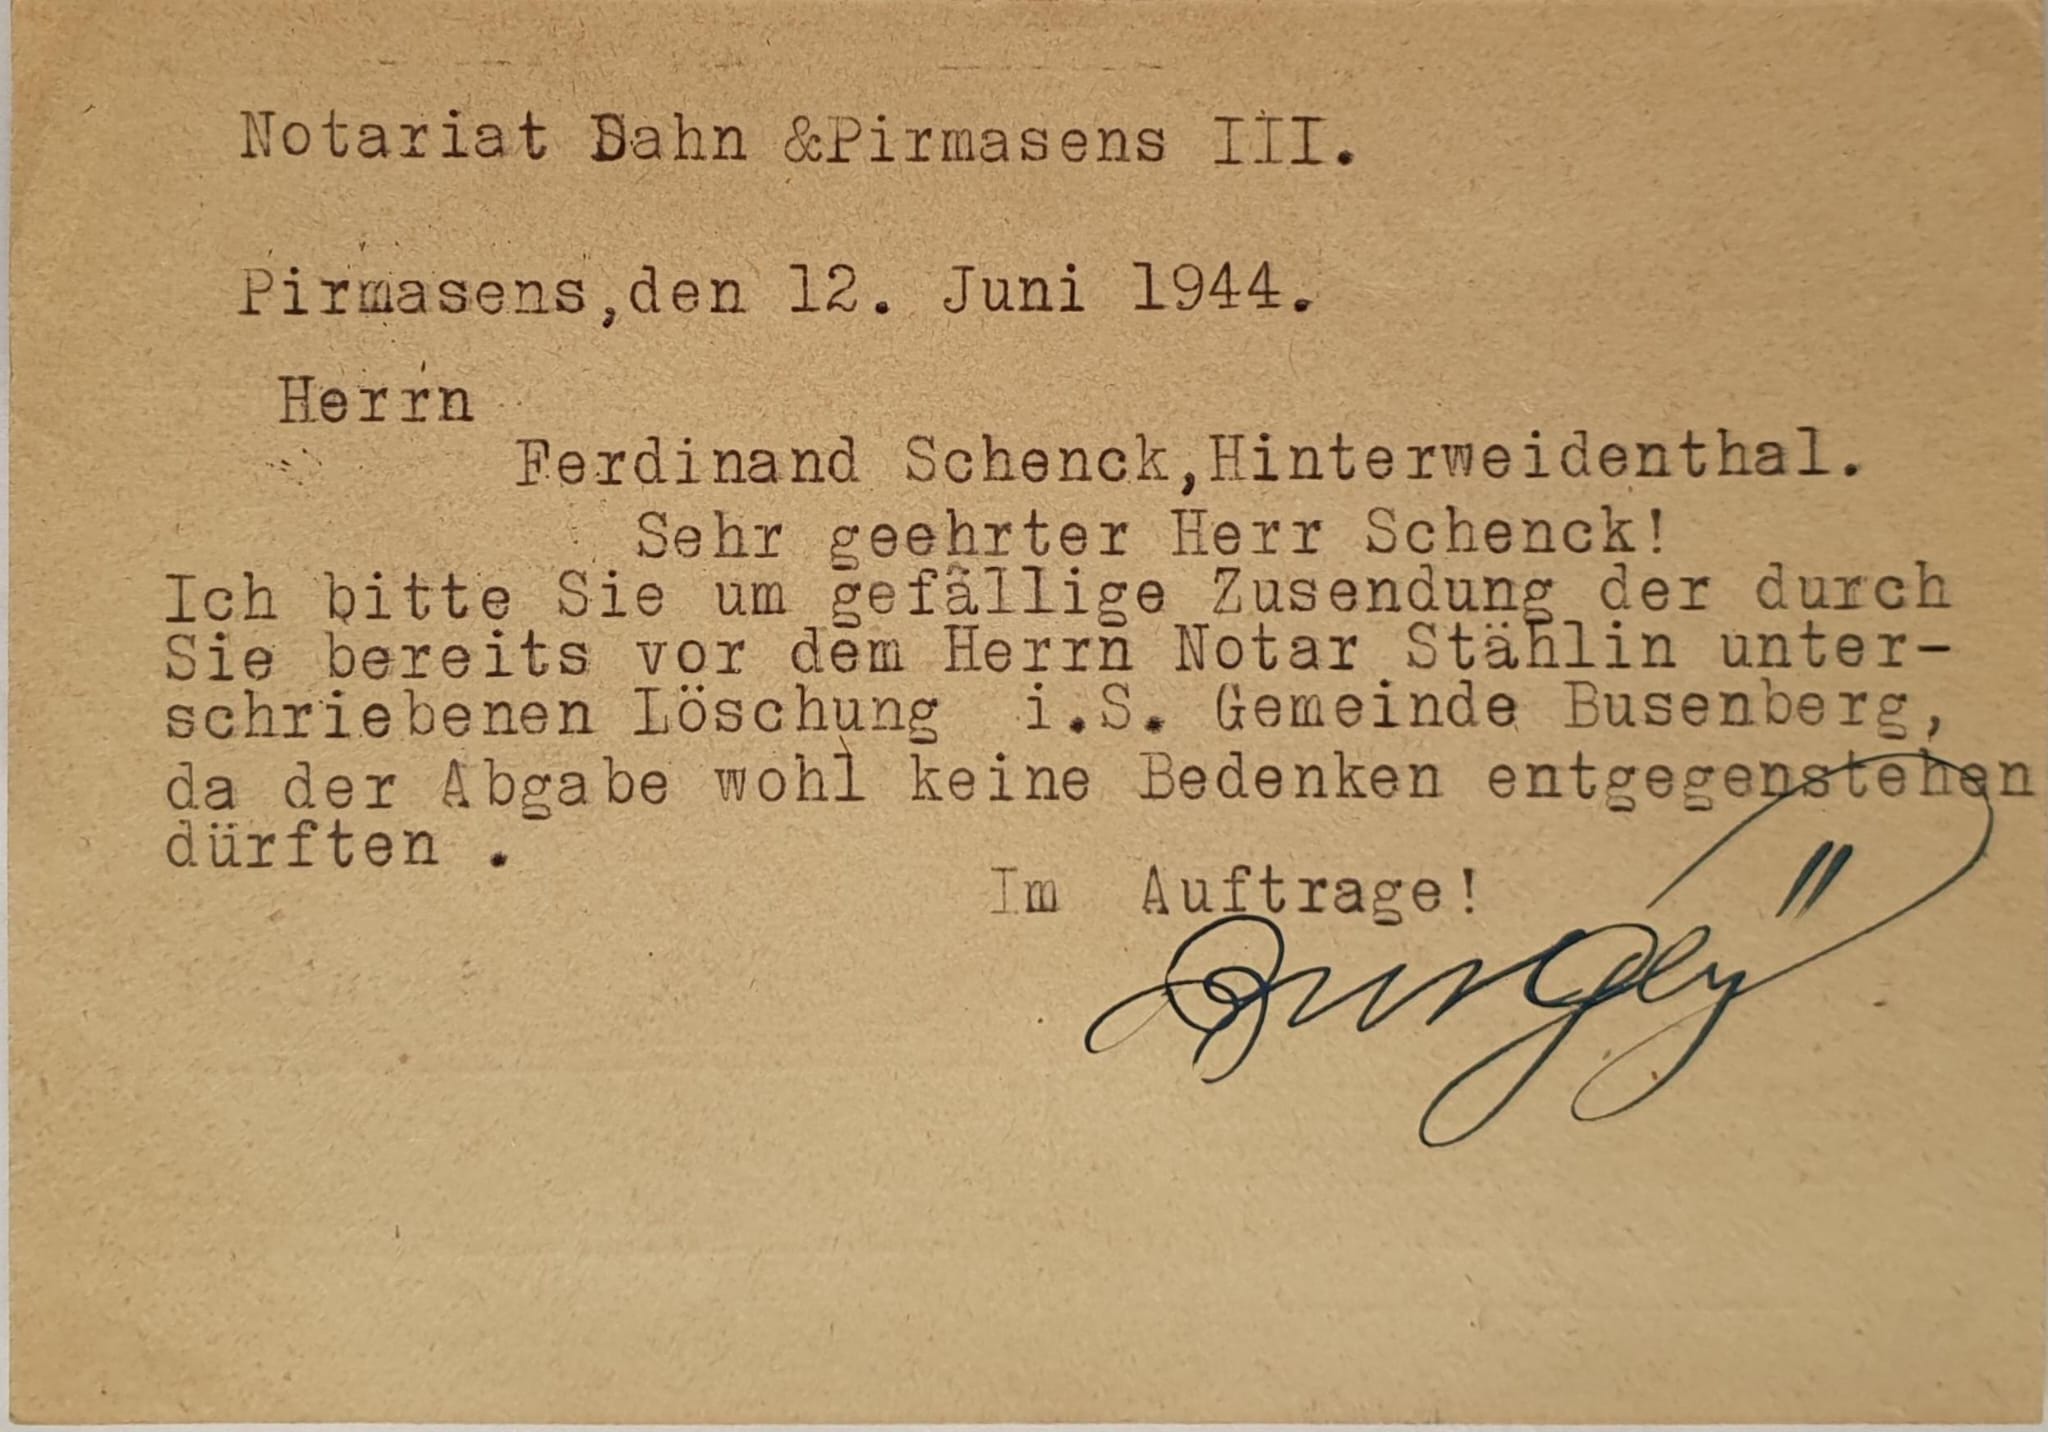 Notariat Dahn &Pirmasens III.
Pirmasens,den 12. Juni 1944.
Herrn
Ferdinand Schenck,Hinterweidenthal.
Sehr geehrter Herr Schenck!
Ich bitte Sie um gefällige Zusendung der durch
Sie bereits vor dem Herrn Notar Stählin unter-
schriebenen Löschung i.S. Gemeinde Busenberg,
da der Abgabe wohl keine Bedenken entgegenstehen
dürften .
Im Auftrage!